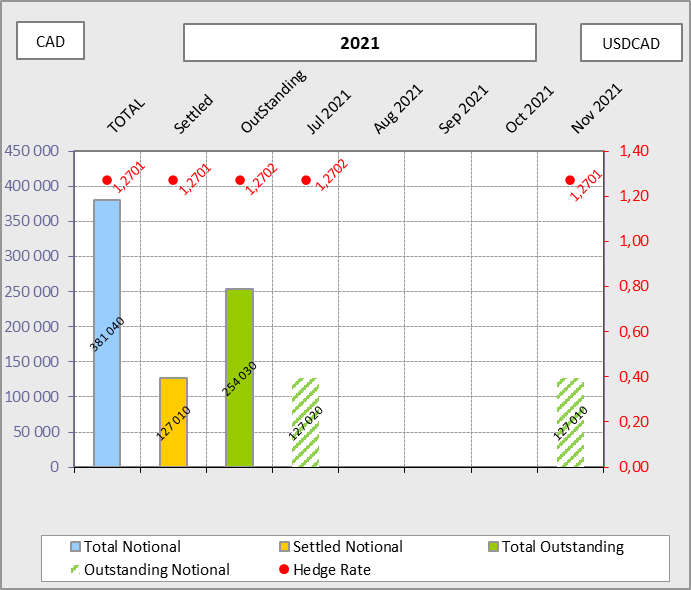 CAD
2021
USDCAD
TOTAL
Settled
OutStanding
Jul 2021
Aug 2021
Sep 2021
Oct 2021
Nov 2021
450 000
400 000
350 000
300 000
250 000
200 000
150 000
100 000
50 000
0
1,2701
1,2701
1,2702
1,2702
1,2701
381 040
127 010
254 030
127 020
127 010
1,40
1,20
1,00
0,80
0,60
0,40
0,20
0,00
Total Notional
Settled Notional
Total Outstanding
Outstanding Notional
Hedge Rate